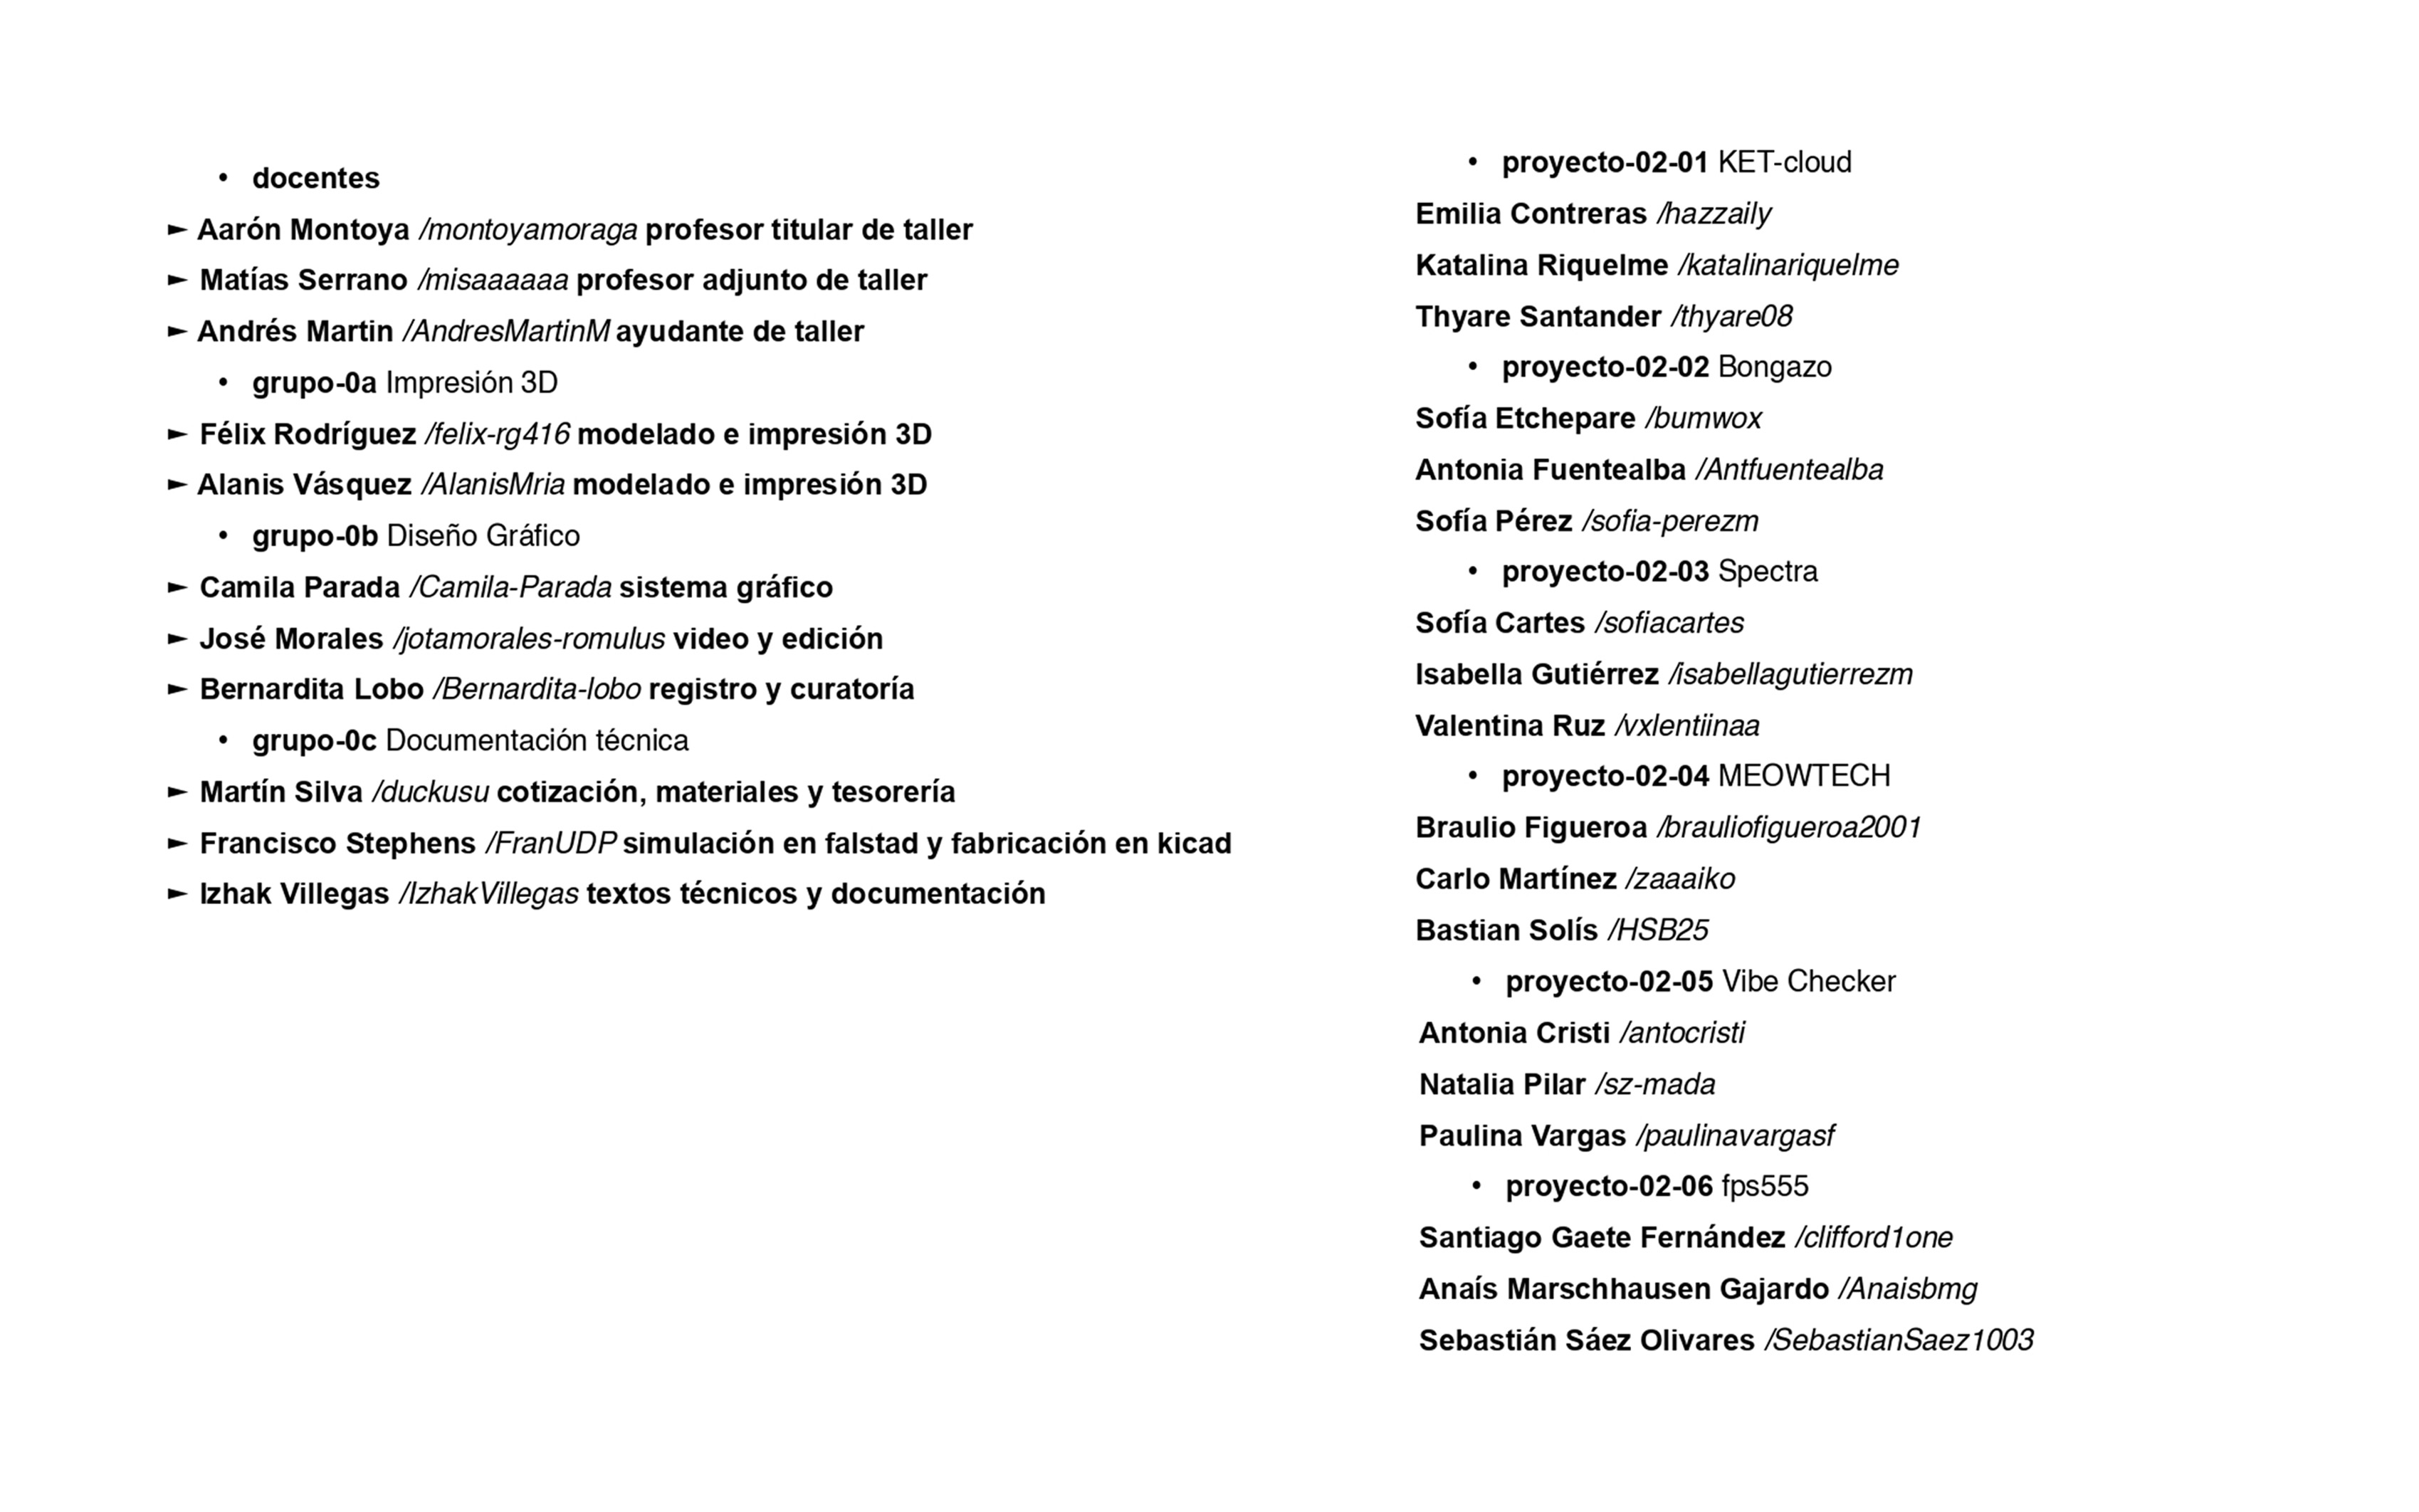 • docentes
► Aarón Montoya /montoyamoraga profesor titular de taller
► Matías Serrano /misaaaaaa profesor adjunto de taller
► Andrés Martin /AndresMartinM ayudante de taller
• grupo-0a Impresión 3D
► Félix Rodríguez /felix-rg416 modelado e impresión 3D
► Alanis Vásquez /AlanisMria modelado e impresión 3D
• grupo-0b Diseño Gráfico
► Camila Parada /Camila-Parada sistema gráfico
► José Morales /jotamorales-romulus video y edición
► Bernardita Lobo /Bernardita-lobo registro y curatoría
• grupo-0c Documentación técnica
► Martín Silva /duckusu cotización, materiales y tesorería
► Francisco Stephens /FranUDP simulación en falstad y fabricación en kicad
► Izhak Villegas /IzhakVillegas textos técnicos y documentación
• proyecto-02-01 KET-cloud
Emilia Contreras /hazzaily
Katalina Riquelme /katalinariquelme
Thyare Santander /thyare08
• proyecto-02-02 Bongazo
Sofía Etchepare /bumwox
Antonia Fuentealba /Antfuentealba
Sofía Pérez /sofia-perezm
• proyecto-02-03 Spectra
Sofía Cartes /sofiacartes
Isabella Gutiérrez /isabellagutierrezm
Valentina Ruz /vxlentiinaa
• proyecto-02-04 MEOWTECH
Braulio Figueroa /brauliofigueroa2001
Carlo Martínez /zaaaiko
Bastian Solís /HSB25
• proyecto-02-05 Vibe Checker
Antonia Cristi /antocristi
Natalia Pilar /sz-mada
Paulina Vargas /paulinavargasf
• proyecto-02-06 fps555
Santiago Gaete Fernández /clifford1one
Anaís Marschhausen Gajardo /Anaisbmg
Sebastián Sáez Olivares /SebastianSaez1003